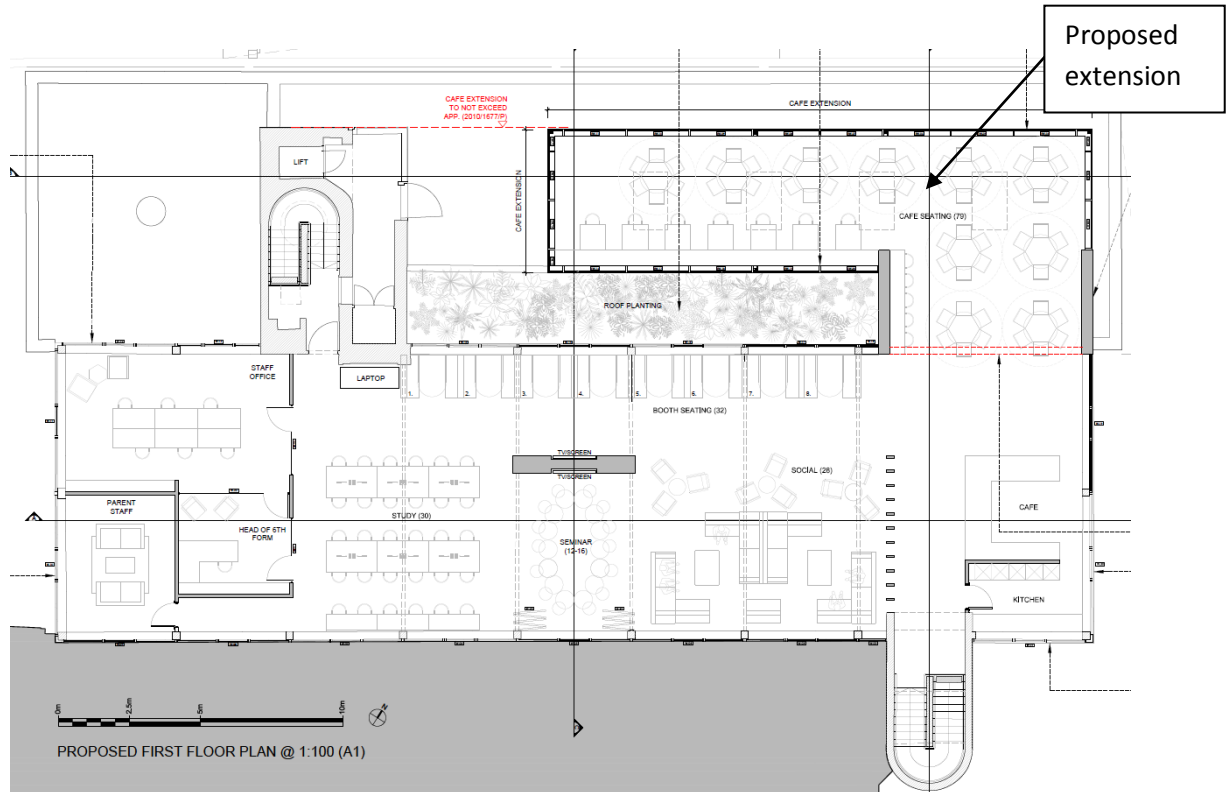 Proposed
extension
CAFE EXTENSION
TO NOT EXCEED
APP. (2010/1677/P)
CAFE EXTENSION
LIFT
CAFE EXTENSION
CAFE SEATING (79)
ROOF PLANTING
STAFF
OFFICE
LAPTOP
1.
2.
3.
4.
5.
6.
7.
8.
BOOTH SEATING (32)
TV/SCREEN
TV/SCREEN
SOCIAL (28)
PARENT
STAFF
HEAD OF 6TH
FORM
STUDY (30)
SEMINAR
(12-16)
CAFE
KITCHEN
0m
2.5m
5m
10m
N
PROPOSED FIRST FLOOR PLAN @ 1:100 (A1)